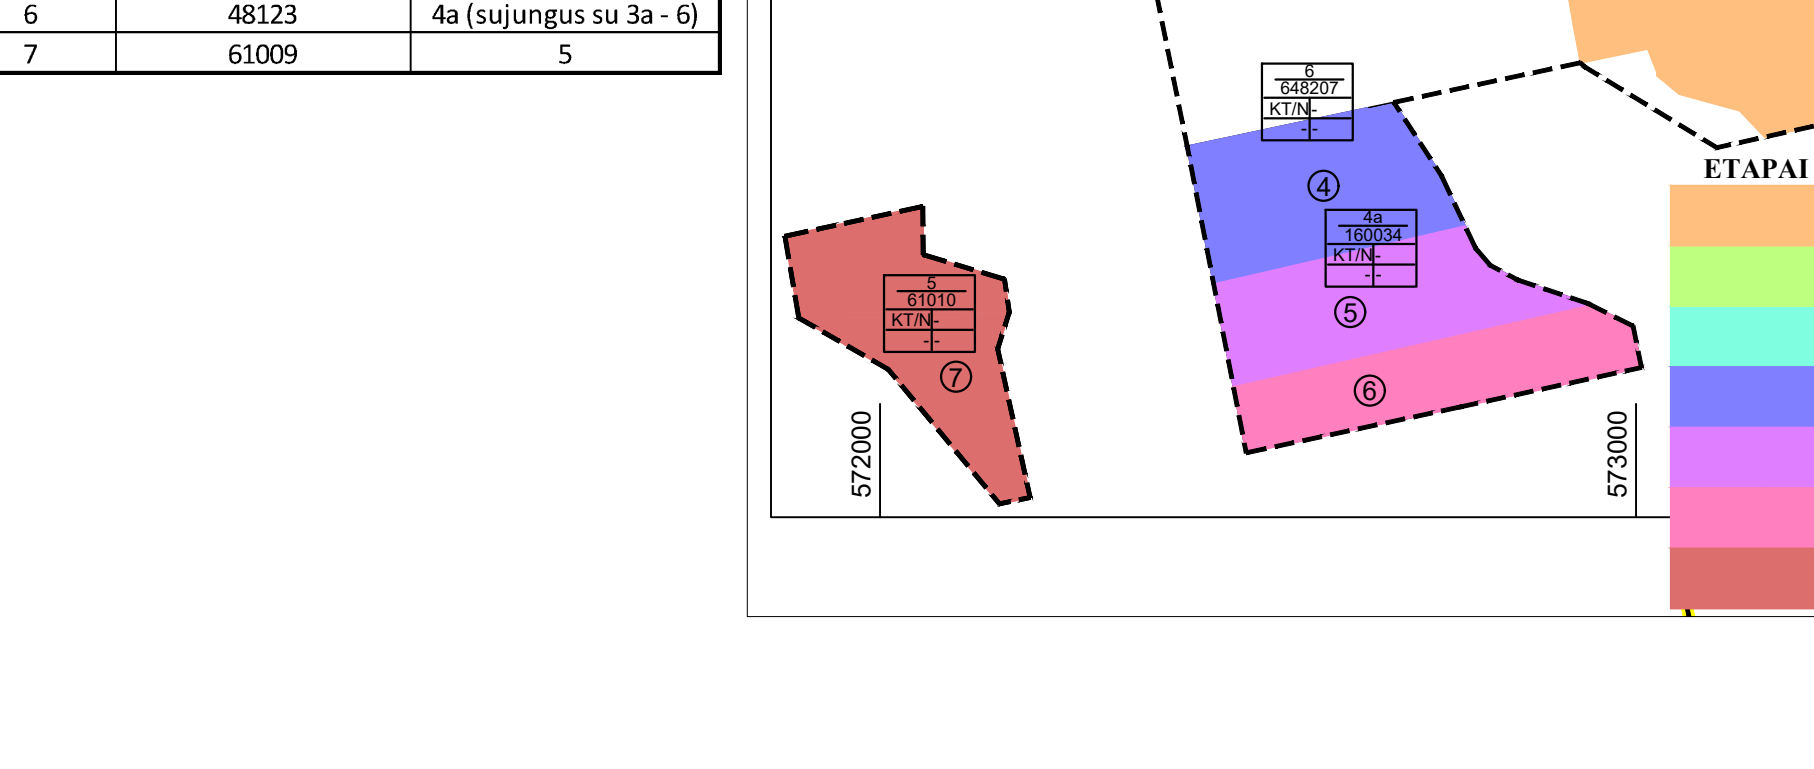 6 48123 4a (sujungus su 3a - 6)
7 61009 5
6
648207
KT/N -
- -
ETAPAI
4
4a
160034
KT/N -
- -
5
61010
KT/N -
- -
5
7
6
572000
573000